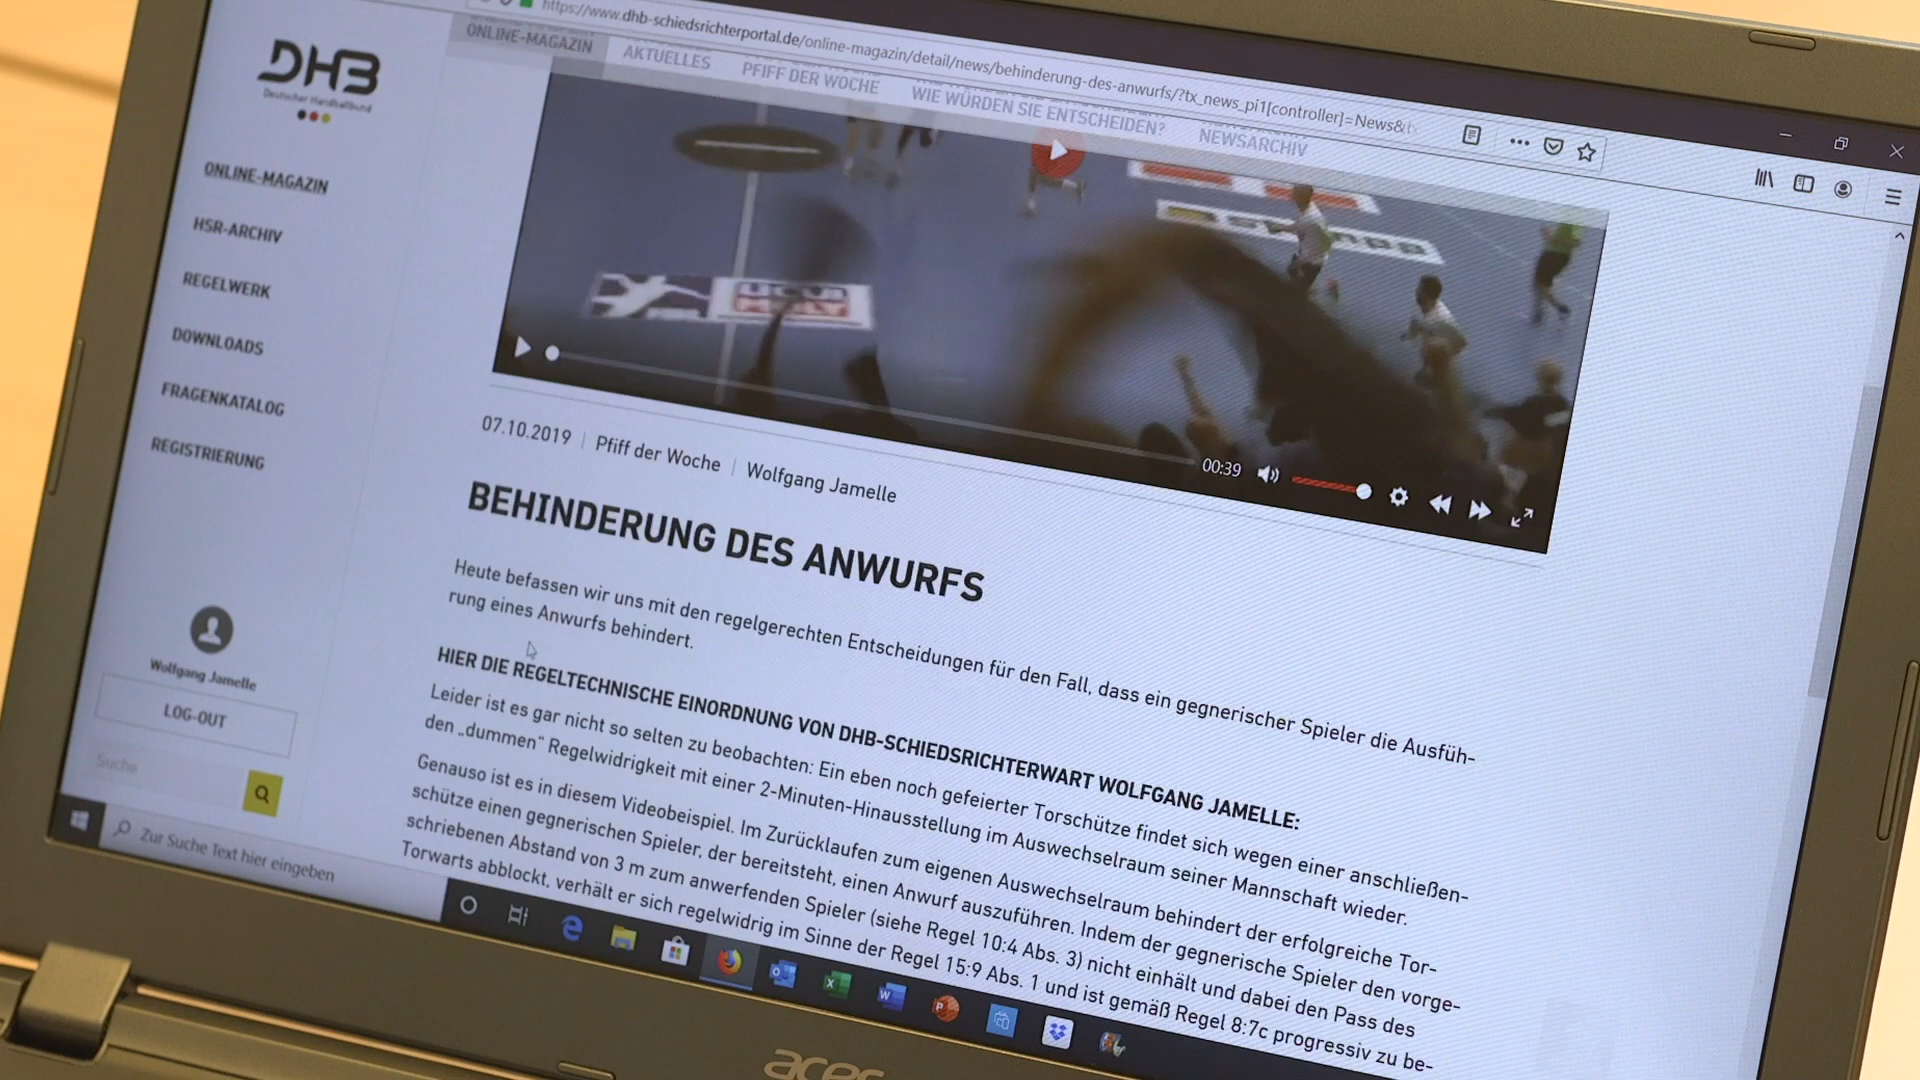 https://www.dhb-schiedsrichterportal.de/online-magazin/detail/news/behinderung-des-anwurfs/?tx_news_pi1[controller]=News&t
DHB
Deutscher Handballbund
ONLINE-MAGAZIN
AKTUELLES
PFIFF DER WOCHE
WIE WÜRDEN SIE ENTSCHEIDEN?
NEWSARCHIV
ONLINE-MAGAZIN
HSR-ARCHIV
REGELWERK
DOWNLOADS
FRAGENKATALOG
REGISTRIERUNG
00:39
07.10.2019 | Pfiff der Woche | Wolfgang Jamelle
BEHINDERUNG DES ANWURFS
Heute befassen wir uns mit den regelgerechten Entscheidungen für den Fall, dass ein gegnerischer Spieler die Ausfüh-
rung eines Anwurfs behindert.
HIER DIE REGELTECHNISCHE EINORDNUNG VON DHB-SCHIEDSRICHTERWART WOLFGANG JAMELLE:
Leider ist es gar nicht so selten zu beobachten: Ein eben noch gefeierter Torschütze findet sich wegen einer anschließen-
den „dummen“ Regelwidrigkeit mit einer 2-Minuten-Hinausstellung im Auswechselraum seiner Mannschaft wieder.
Genauso ist es in diesem Videobeispiel. Im Zurücklaufen zum eigenen Auswechselraum behindert der erfolgreiche Tor-
schütze einen gegnerischen Spieler, der bereitsteht, einen Anwurf auszuführen. Indem der gegnerische Spieler den vorge-
schriebenen Abstand von 3 m zum anwerfenden Spieler (siehe Regel 10:4 Abs. 3) nicht einhält und dabei den Pass des
Torwarts abblockt, verhält er sich regelwidrig im Sinne der Regel 15:9 Abs. 1 und ist gemäß Regel 8:7c progressiv zu be-
Wolfgang Jamelle
LOG-OUT
Suche
Zur Suche Text hier eingeben
acer